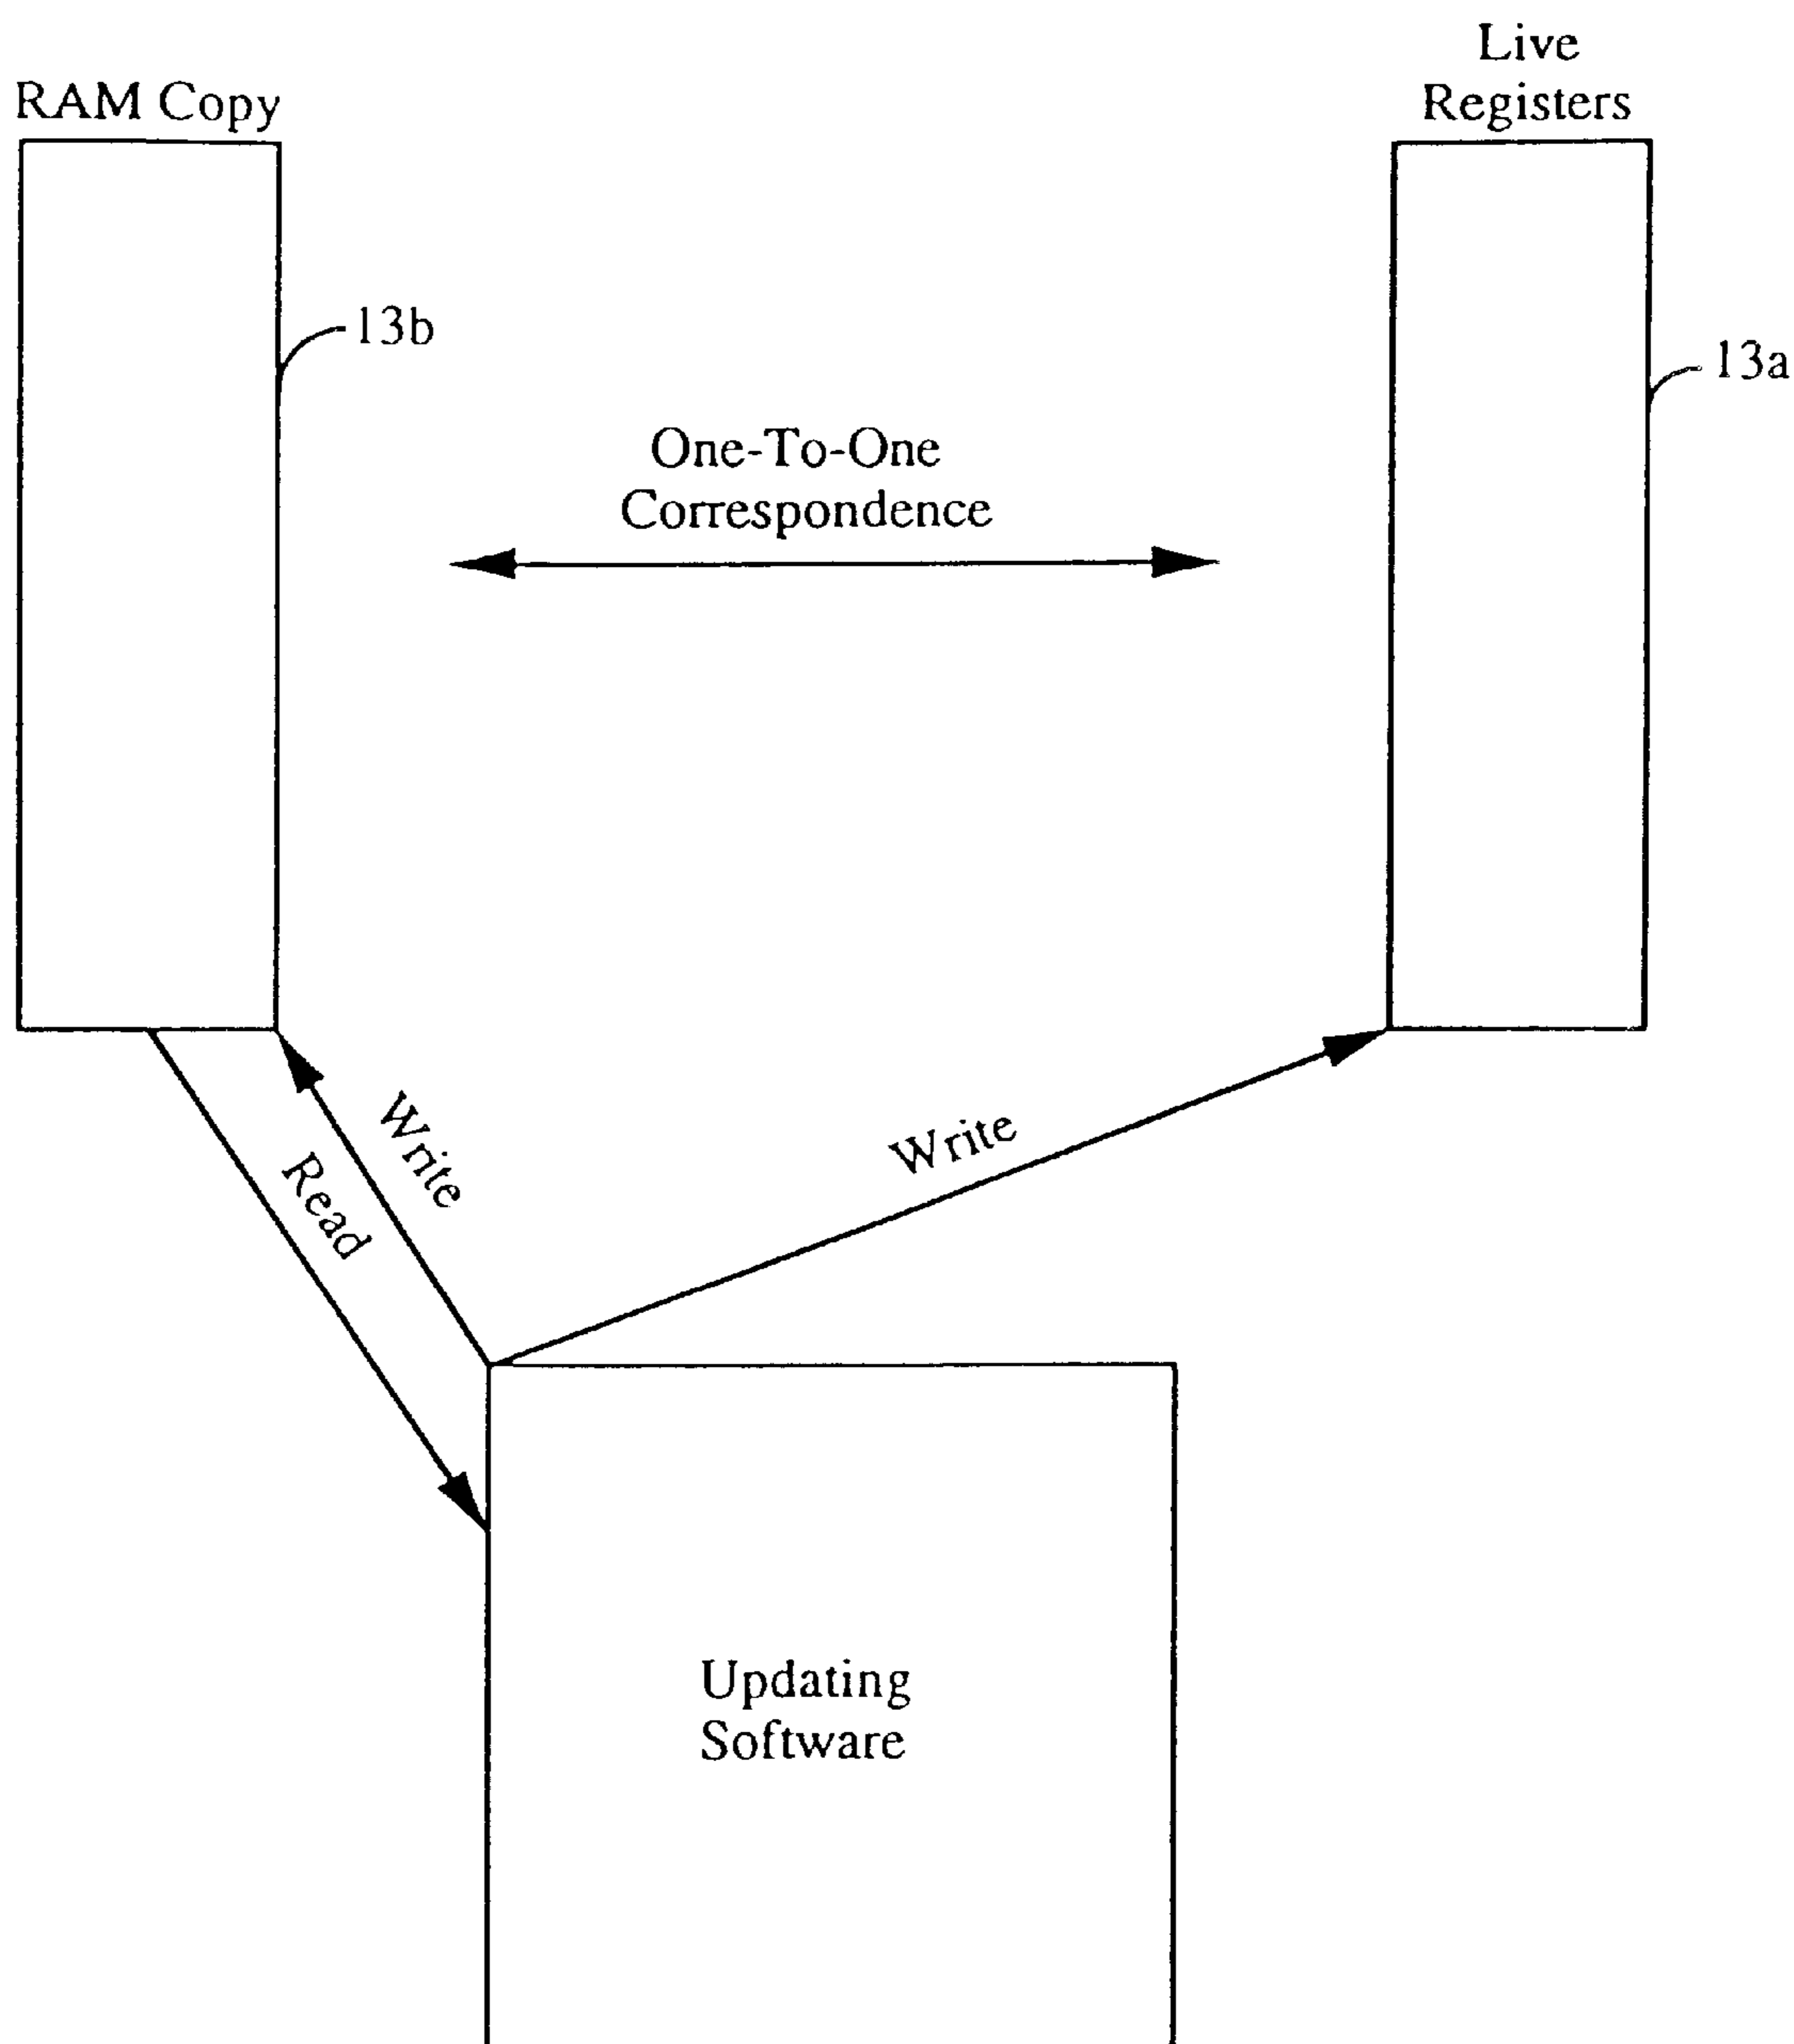 Live
Registers
RAM Copy
13b
13a
One-To-One
Correspondence
Write
Read
Write
Updating
Software